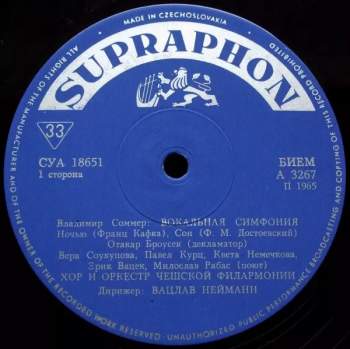 MADE IN CZECHOSLOVAKIA
SUPRAPHON
ALL RIGHTS OF THE MANUFACTURER AND OF THE OWNER OF THE RECORDED WORK RESERVED · UNAUTHORIZED PUBLIC PERFORMANCE BROADCASTING AND COPYING OF THIS RECORD PROHIBITED
33
СУА 18651
1 сторона
БИЕМ
А 3267
П 1965
Владимир Соммер: ВОКАЛЬНАЯ СИМФОНИЯ
Ночью (Франц Кафка), Сон (Ф. М. Достоевский)
Отакар Броусек (декламатор)
Вера Соукупова, Павел Курц, Квета Немечкова,
Эрик Вацек, Милослав Рабас (поют)
ХОР И ОРКЕСТР ЧЕШСКОЙ ФИЛАРМОНИИ
Дирижер: ВАЦЛАВ НЕЙМАНН